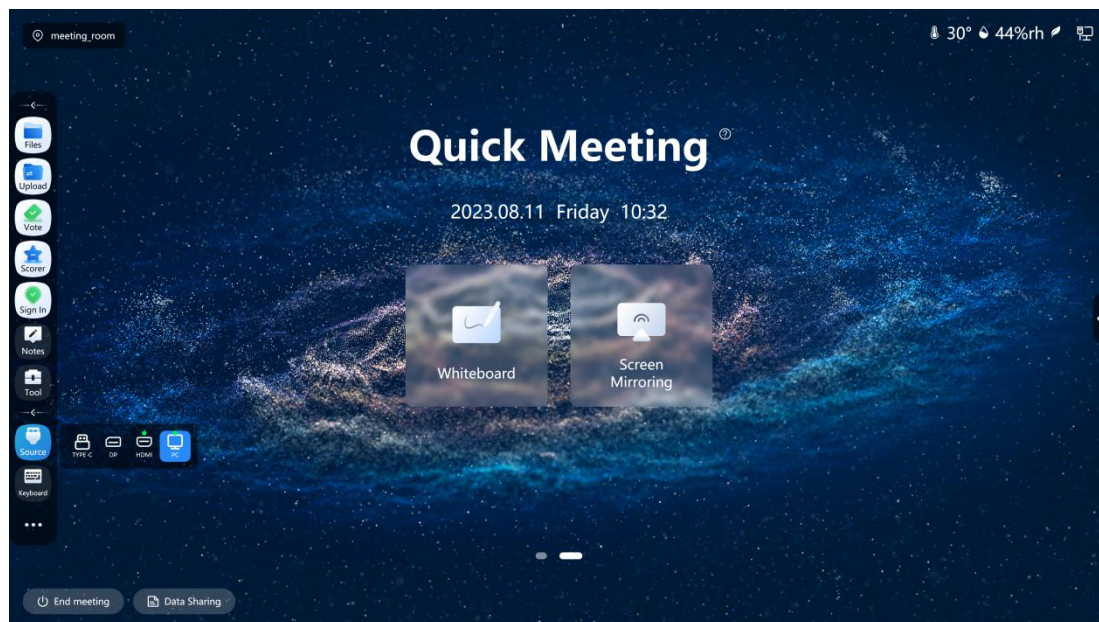 meeting_room
30° 44%rh
Quick Meeting
2023.08.11 Friday 10:32
Files
Upload
Vote
Scorer
Sign In
Notes
Tool
Source
TYPE-C DP HDMI PC
Keyboard
Whiteboard
Screen
Mirroring
End meeting
Data Sharing